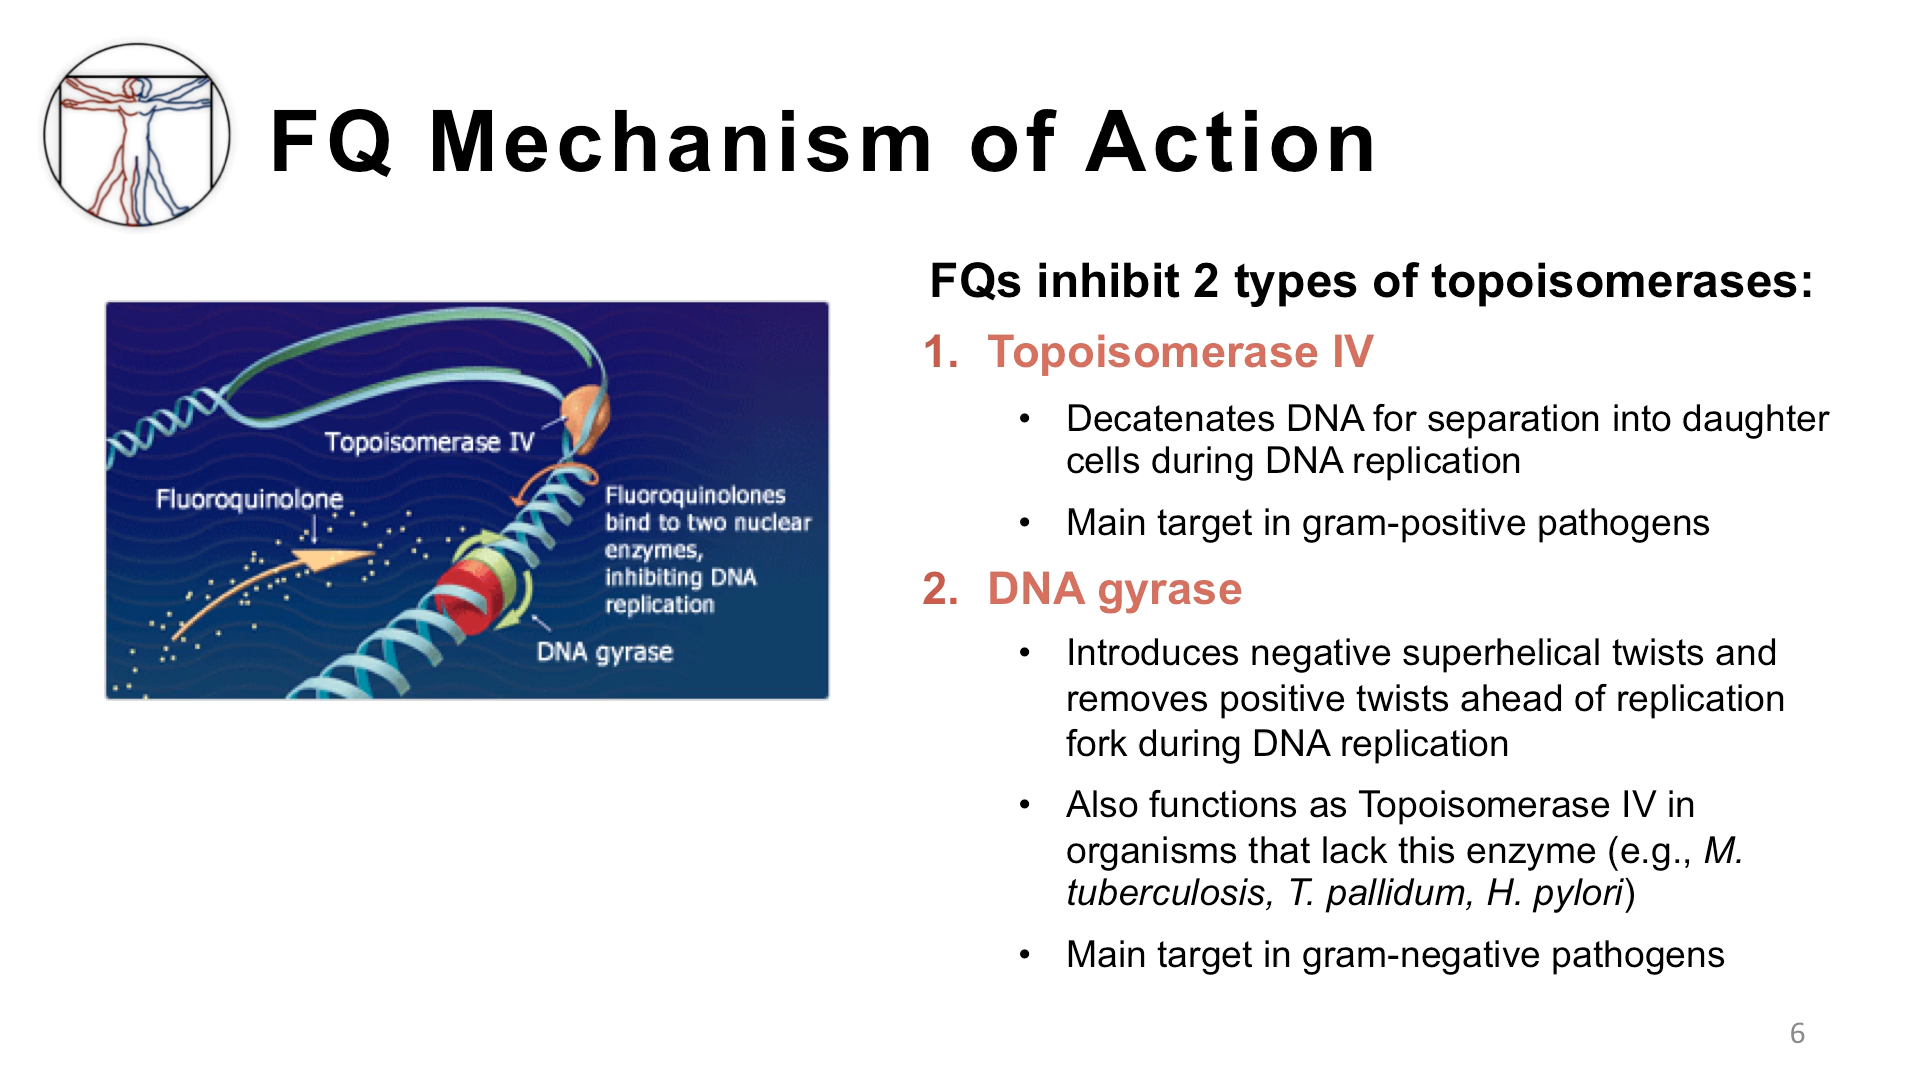 FQ Mechanism of Action
Topoisomerase IV
Fluoroquinolone
Fluoroquinolones
bind to two nuclear
enzymes,
inhibiting DNA
replication
DNA gyrase
FQs inhibit 2 types of topoisomerases:
1. Topoisomerase IV
• Decatenates DNA for separation into daughter
cells during DNA replication
• Main target in gram-positive pathogens
2. DNA gyrase
• Introduces negative superhelical twists and
removes positive twists ahead of replication
fork during DNA replication
• Also functions as Topoisomerase IV in
organisms that lack this enzyme (e.g., M.
tuberculosis, T. pallidum, H. pylori)
• Main target in gram-negative pathogens
6